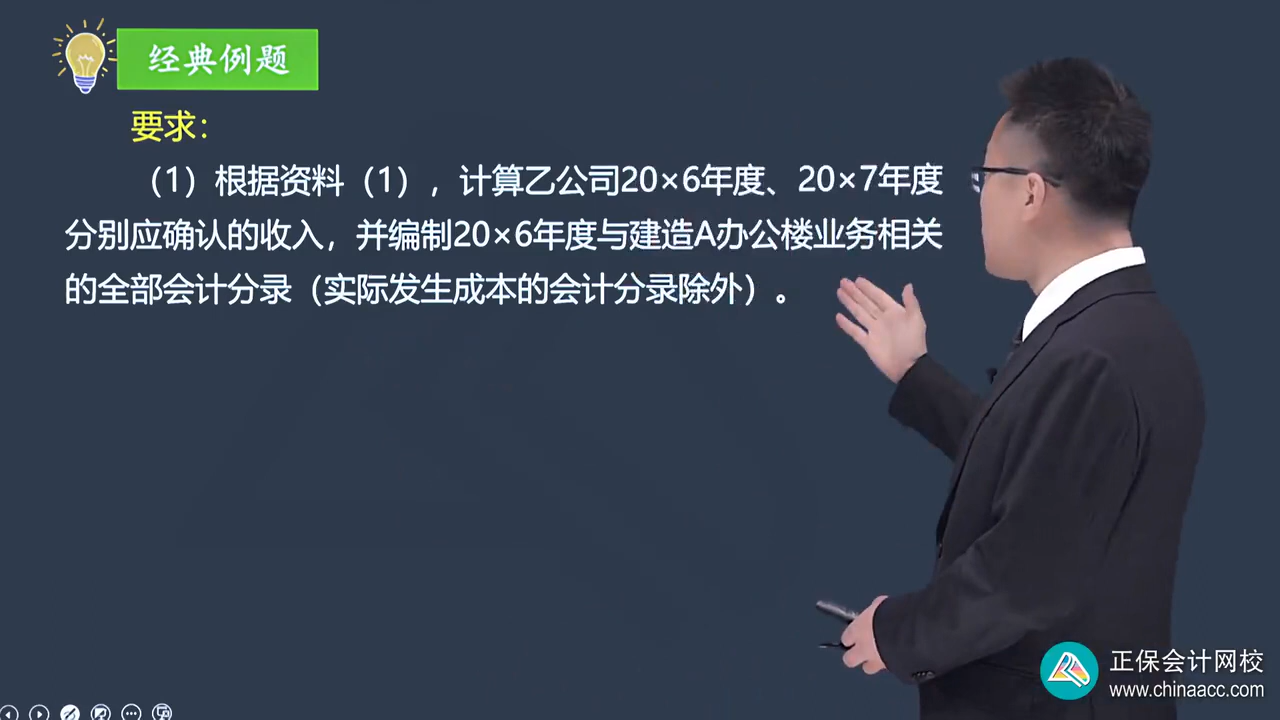 经典例题
要求：
（1）根据资料（1），计算乙公司20×6年度、20×7年度
分别应确认的收入，并编制20×6年度与建造A办公楼业务相关
的全部会计分录（实际发生成本的会计分录除外）。
正保会计网校
www.chinaacc.com